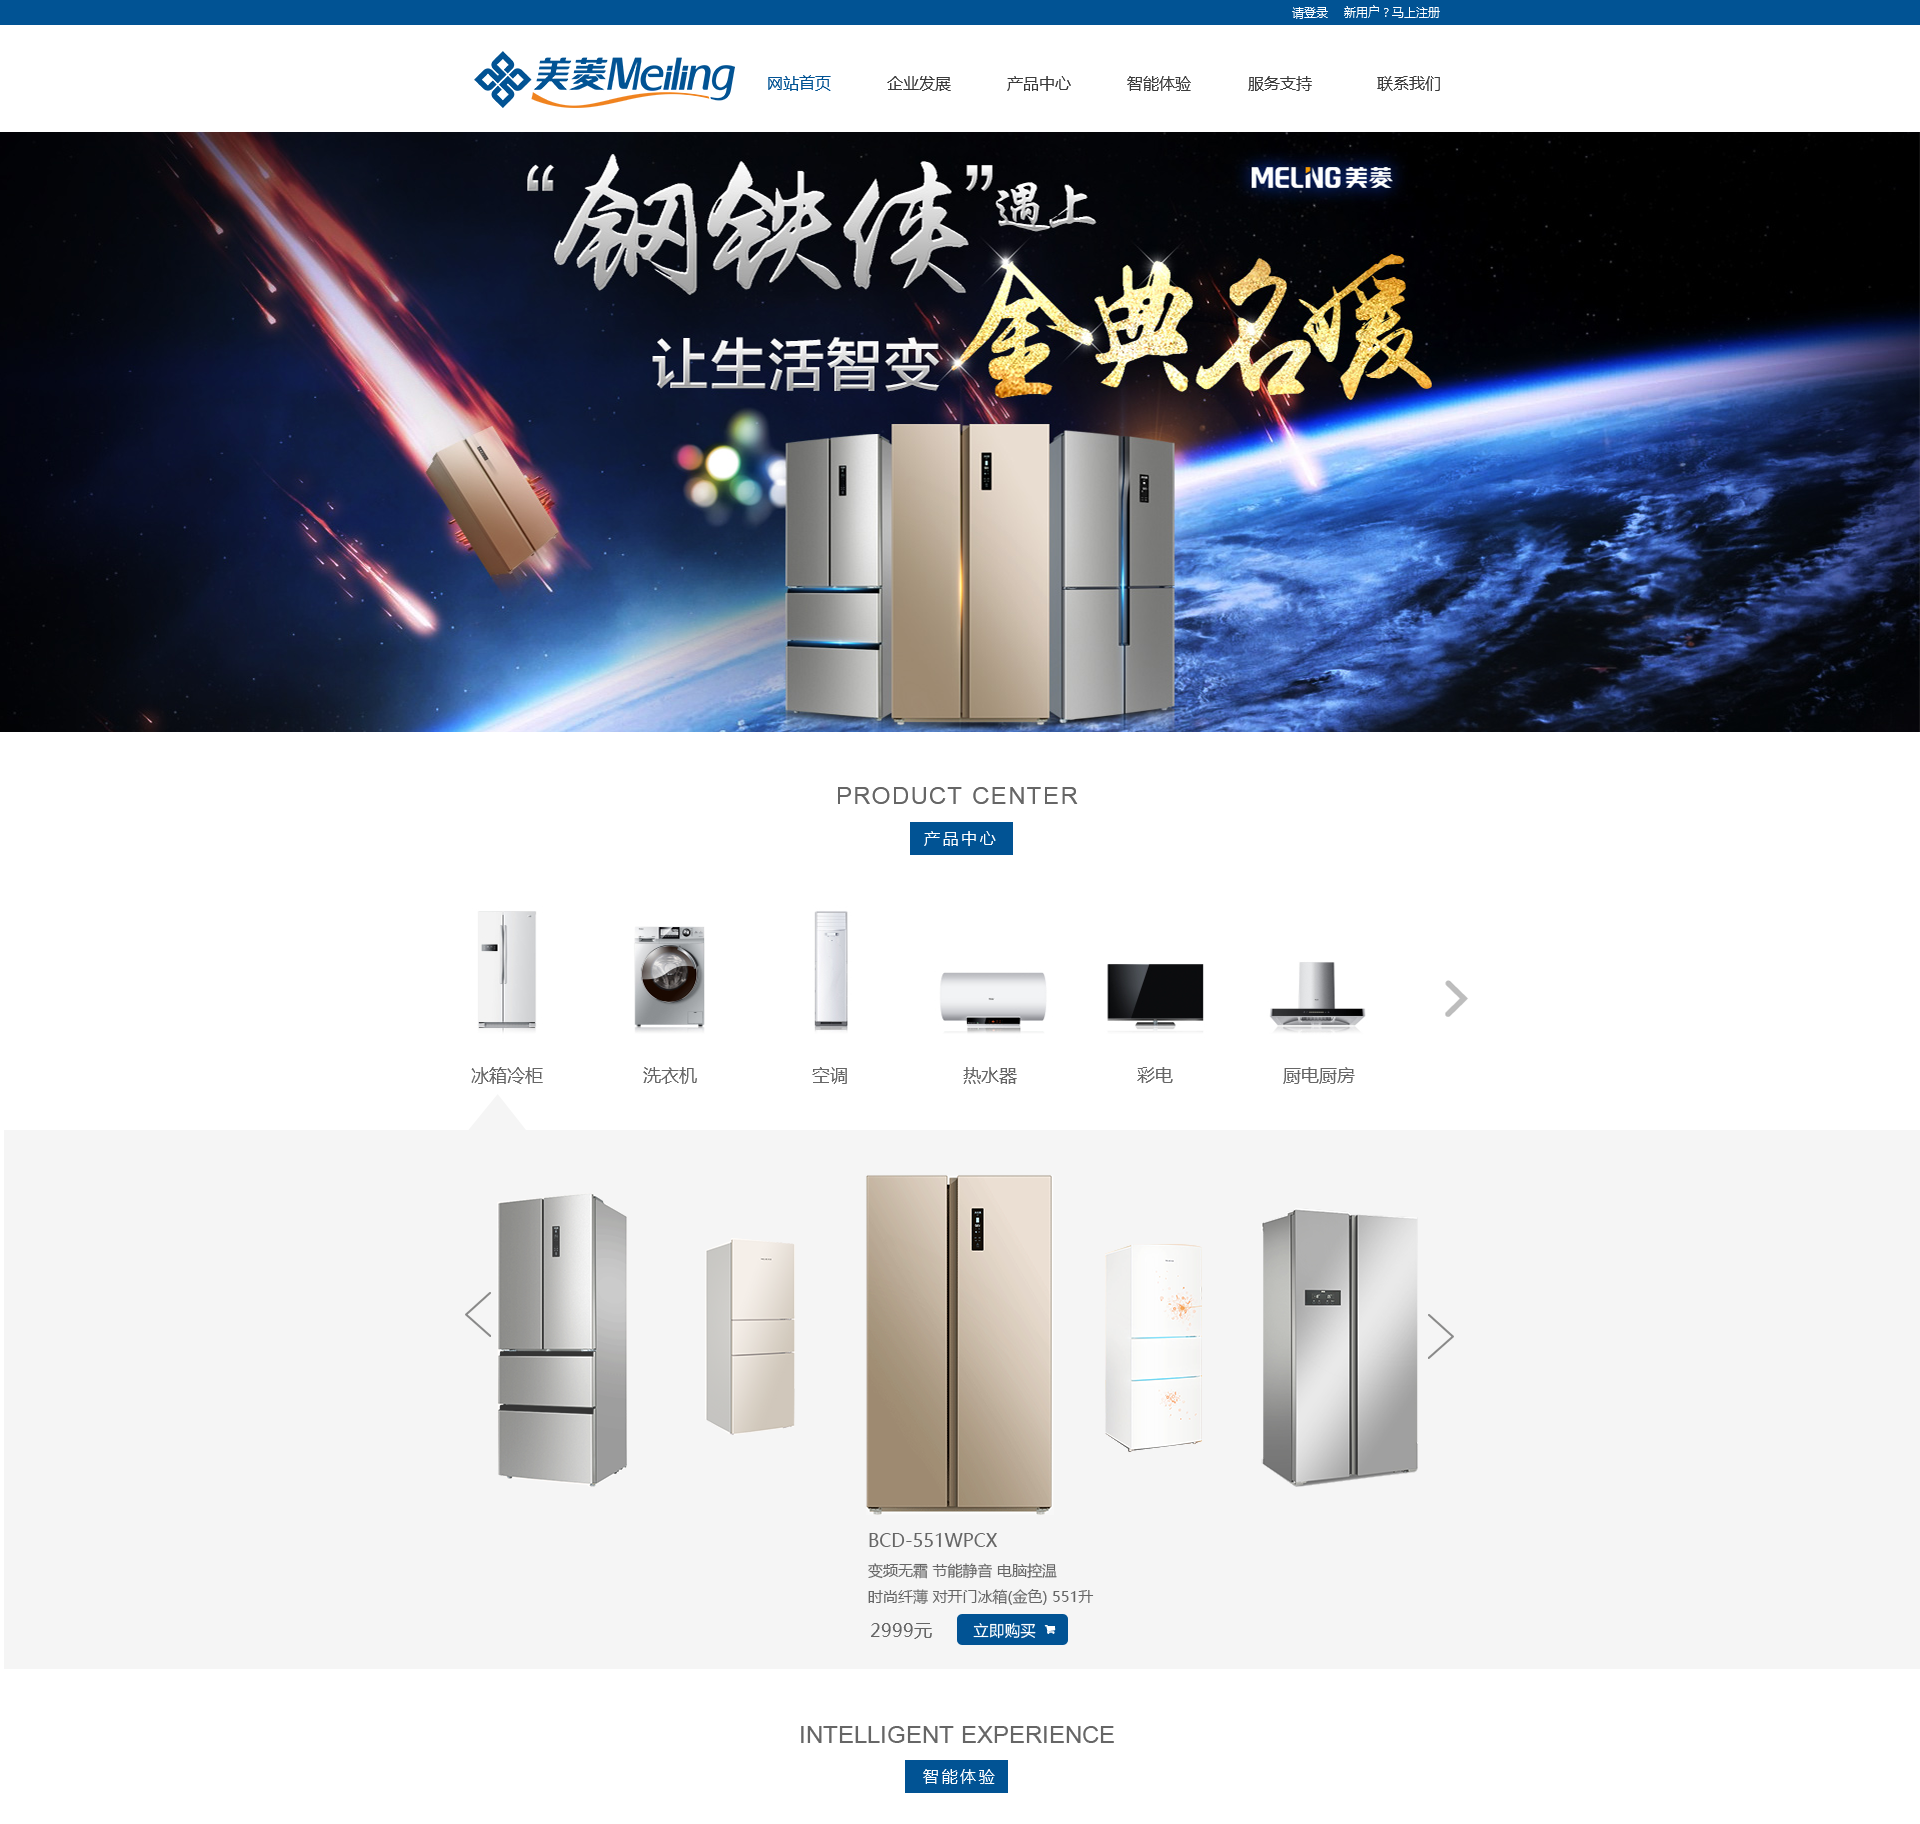 请登录 新用户？马上注册
美菱Meiling 网站首页 企业发展 产品中心 智能体验 服务支持 联系我们
“钢铁侠”遇上
MELING美菱
金典名媛
让生活智变
PRODUCT CENTER
产品中心
冰箱冷柜 洗衣机 空调 热水器 彩电 厨电厨房
BCD-551WPCX
变频无霜 节能静音 电脑控温
时尚纤薄 对开门冰箱(金色) 551升
2999元 立即购买
INTELLIGENT EXPERIENCE
智能体验